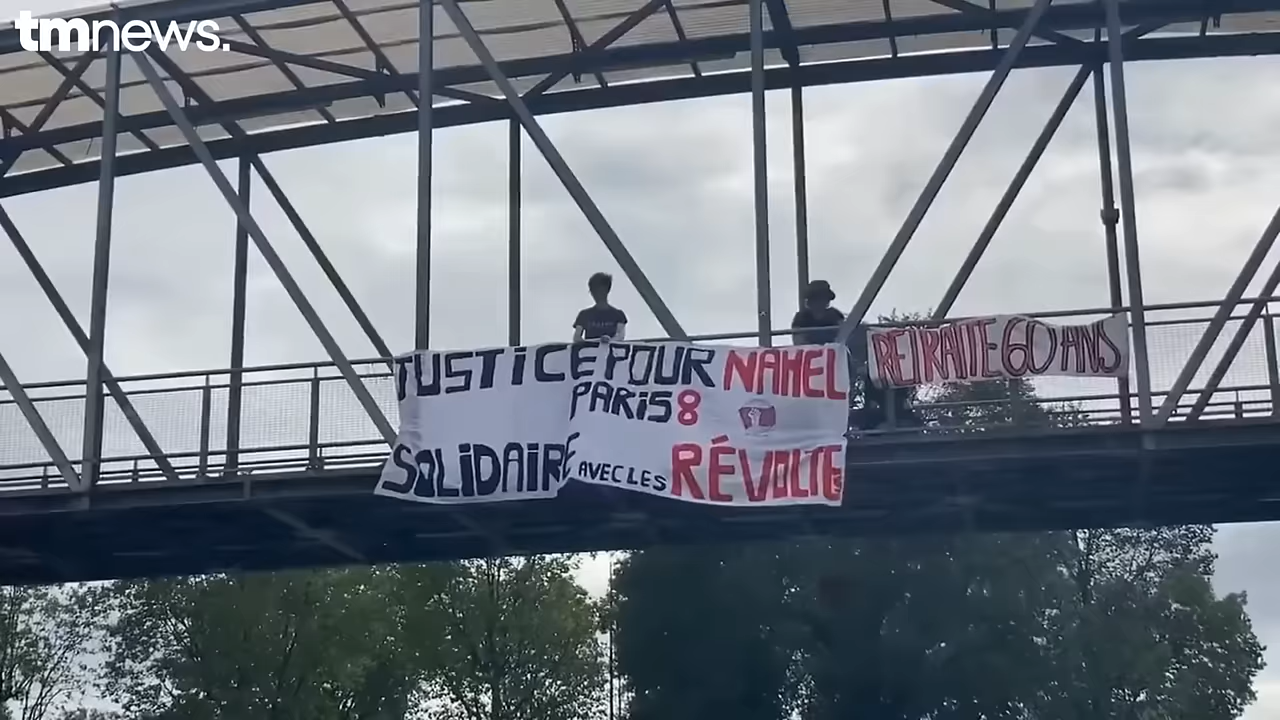 tmnews.
JUSTICE POUR NAHEL
PARIS 8
SOLIDAIRE AVEC LES RÉVOLTE
RETRAITE 60 ANS